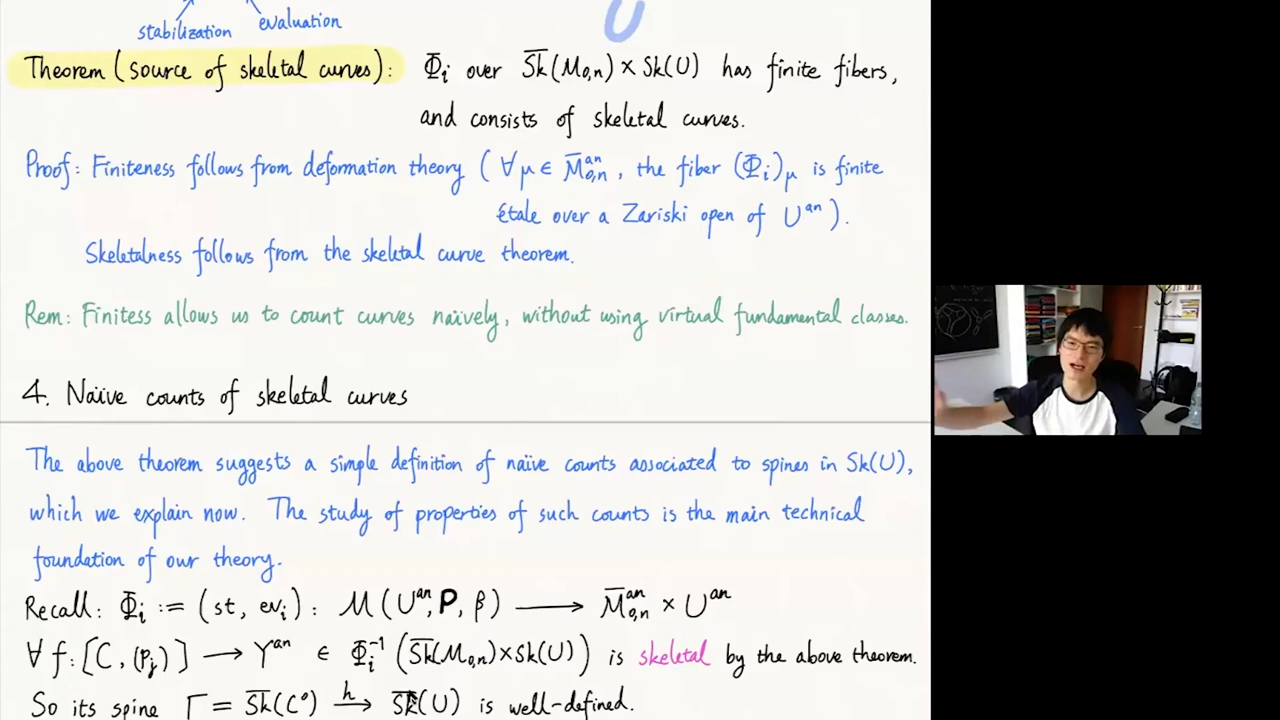 stabilization evaluation U
Theorem (source of skeletal curves): Φᵢ over S̅k̅(M₀,ₙ) × Sk(U) has finite fibers,
and consists of skeletal curves.
Proof: Finiteness follows from deformation theory ( ∀μ ∈ M̅₀,ₙᵃⁿ, the fiber (Φᵢ)_μ is finite
étale over a Zariski open of Uᵃⁿ ).
Skeletalness follows from the skeletal curve theorem.
Rem: Finitess allows us to count curves naïvely, without using virtual fundamental classes.
4. Naïve counts of skeletal curves
The above theorem suggests a simple definition of naïve counts associated to spines in Sk(U),
which we explain now. The study of properties of such counts is the main technical
foundation of our theory.
Recall: Φᵢ := (st, evᵢ): M(Uᵃⁿ, P, β) ⟶ M̅₀,ₙᵃⁿ × Uᵃⁿ
∀ f: [C, (pⱼ)] ⟶ Yᵃⁿ ∈ Φᵢ⁻¹ (S̅k̅(M₀,ₙ) × Sk(U)) is skeletal by the above theorem.
So its spine Γ = S̅k̅(C°) →ʰ S̅k̅(U) is well-defined.